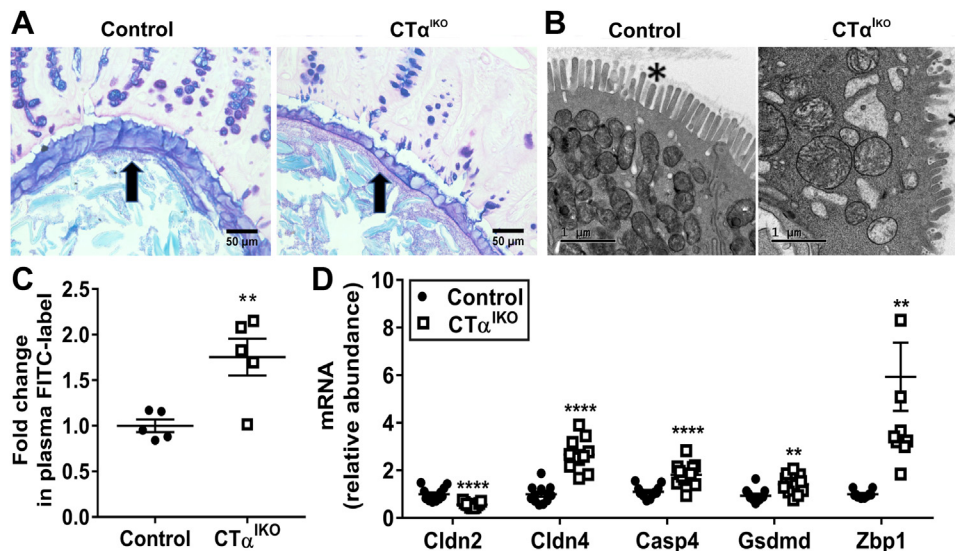 A
Control
CTα^IKO
50 μm
50 μm
B
Control
CTα^IKO
*
*
1 μm
1 μm
C
Fold change
in plasma FITC-label
2.5
2.0
1.5
1.0
0.5
0.0
**
Control
CTα^IKO
D
mRNA
(relative abundance)
10
8
6
4
2
0
Control
CTα^IKO
****
****
****
**
**
Cldn2
Cldn4
Casp4
Gsdmd
Zbp1